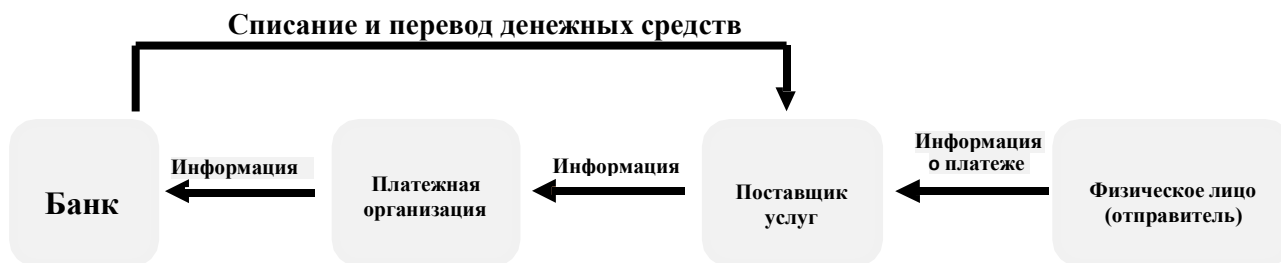 Списание и перевод денежных средств
Банк
Информация
Платежная
организация
Информация
Поставщик
услуг
Информация
о платеже
Физическое лицо
(отправитель)